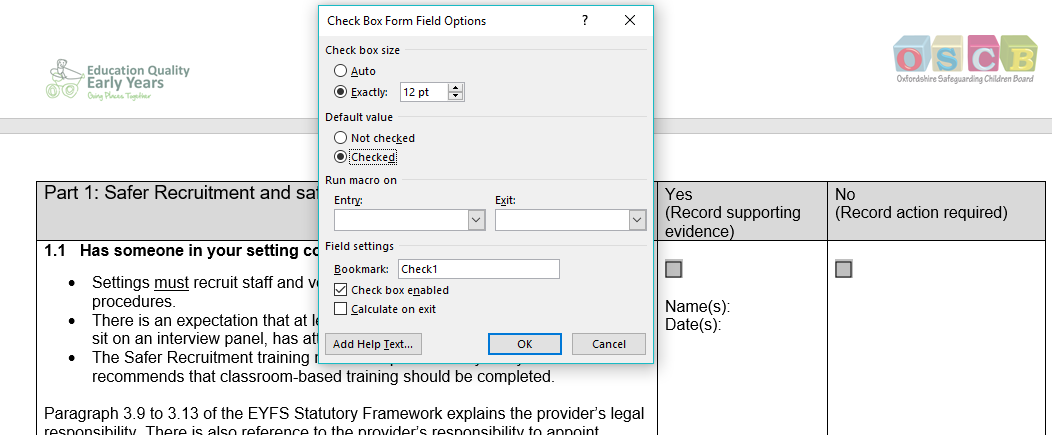 Check Box Form Field Options
?
Check box size
Auto
Exactly: 12 pt
Default value
Not checked
Checked
Run macro on
Entry: Exit:
Field settings
Bookmark: Check1
Check box enabled
Calculate on exit
Add Help Text... OK Cancel
Education Quality
Early Years
Going Places Together
OSCB
Oxfordshire Safeguarding Children Board
Part 1: Safer Recruitment and
Yes
(Record supporting
evidence)
No
(Record action required)
1.1 Has someone in your setting
• Settings must recruit staff and
procedures.
• There is an expectation that at
sit on an interview panel, has
• The Safer Recruitment training
recommends that classroom-based training should be completed.
Paragraph 3.9 to 3.13 of the EYFS Statutory Framework explains the provider's legal
responsibility. There is also reference to the provider's responsibility to appoint
Name(s):
Date(s):